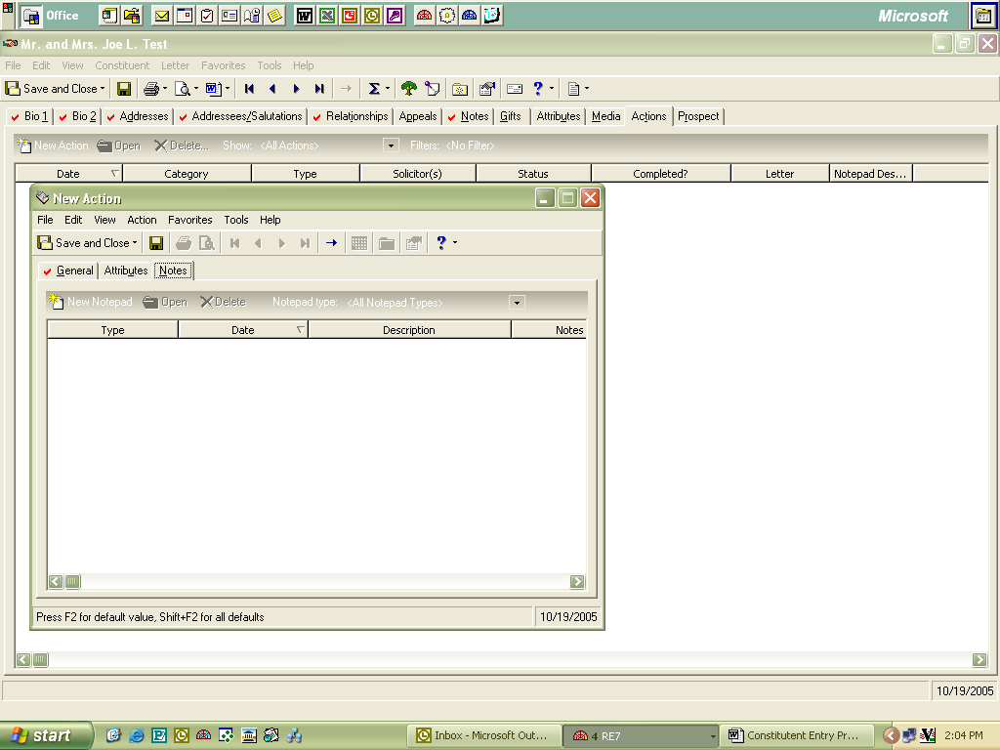 Office Microsoft
Mr. and Mrs. Joe L. Test
File Edit View Constituent Letter Favorites Tools Help
Save and Close Σ ?
Bio 1 Bio 2 Addresses Addressees/Salutations Relationships Appeals Notes Gifts Attributes Media Actions Prospect
New Action Open Delete... Show: <All Actions> Filters: <No Filter>
Date Category Type Solicitor(s) Status Completed? Letter Notepad Des...
New Action
File Edit View Action Favorites Tools Help
Save and Close ?
General Attributes Notes
New Notepad Open Delete Notepad type: <All Notepad Types>
Type Date Description Notes
Press F2 for default value, Shift+F2 for all defaults 10/19/2005
10/19/2005
start Inbox - Microsoft Out... 4 RE7 Constitutent Entry Pr... 2:04 PM